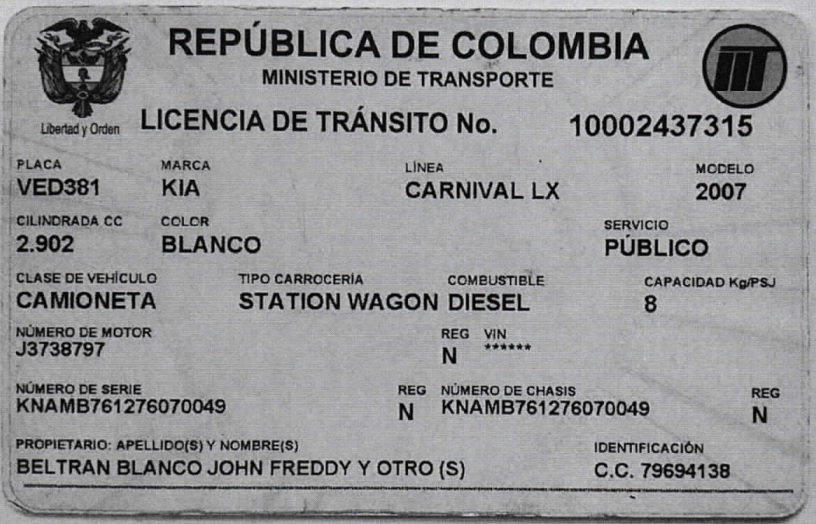 REPÚBLICA DE COLOMBIA
MINISTERIO DE TRANSPORTE
Libertad y Orden
LICENCIA DE TRÁNSITO No. 10002437315
PLACA MARCA LÍNEA MODELO
VED381 KIA CARNIVAL LX 2007
CILINDRADA CC COLOR SERVICIO
2.902 BLANCO PÚBLICO
CLASE DE VEHÍCULO TIPO CARROCERÍA COMBUSTIBLE CAPACIDAD Kg/PSJ
CAMIONETA STATION WAGON DIESEL 8
NÚMERO DE MOTOR REG VIN
J3738797 N ******
NÚMERO DE SERIE REG NÚMERO DE CHASIS REG
KNAMB761276070049 N KNAMB761276070049 N
PROPIETARIO: APELLIDO(S) Y NOMBRE(S) IDENTIFICACIÓN
BELTRAN BLANCO JOHN FREDDY Y OTRO (S) C.C. 79694138